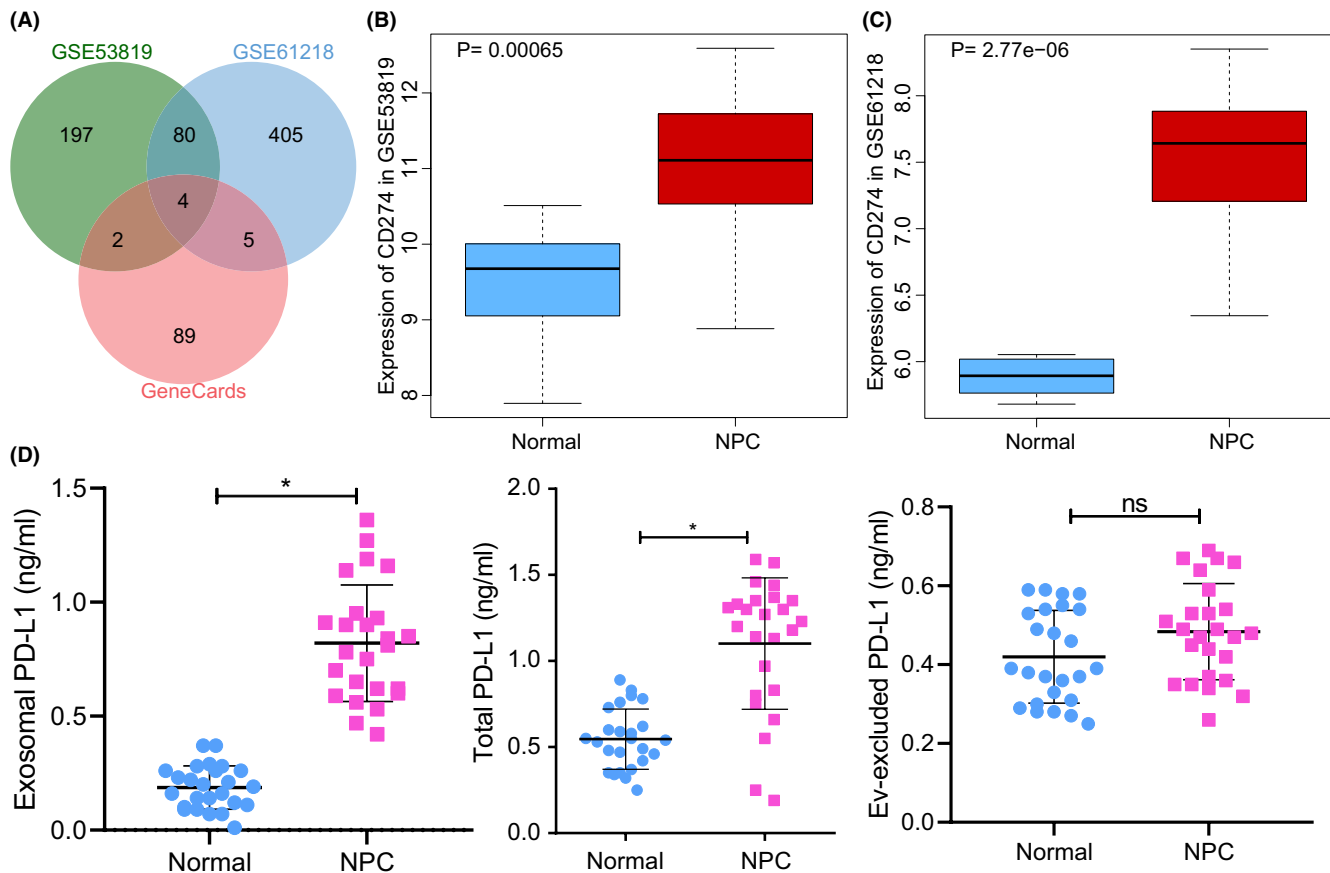 (A)
GSE53819
GSE61218
197
80
405
4
2
5
89
GeneCards
(B)
P= 0.00065
Expression of CD274 in GSE53819
12
11
10
9
8
Normal
NPC
(C)
P= 2.77e−06
Expression of CD274 in GSE61218
8.0
7.5
7.0
6.5
6.0
Normal
NPC
(D)
Exosomal PD-L1 (ng/ml)
1.5
1.0
0.5
0.0
*
Normal
NPC
Total PD-L1 (ng/ml)
2.0
1.5
1.0
0.5
0.0
*
Normal
NPC
Ev-excluded PD-L1 (ng/ml)
0.8
0.6
0.4
0.2
0.0
ns
Normal
NPC